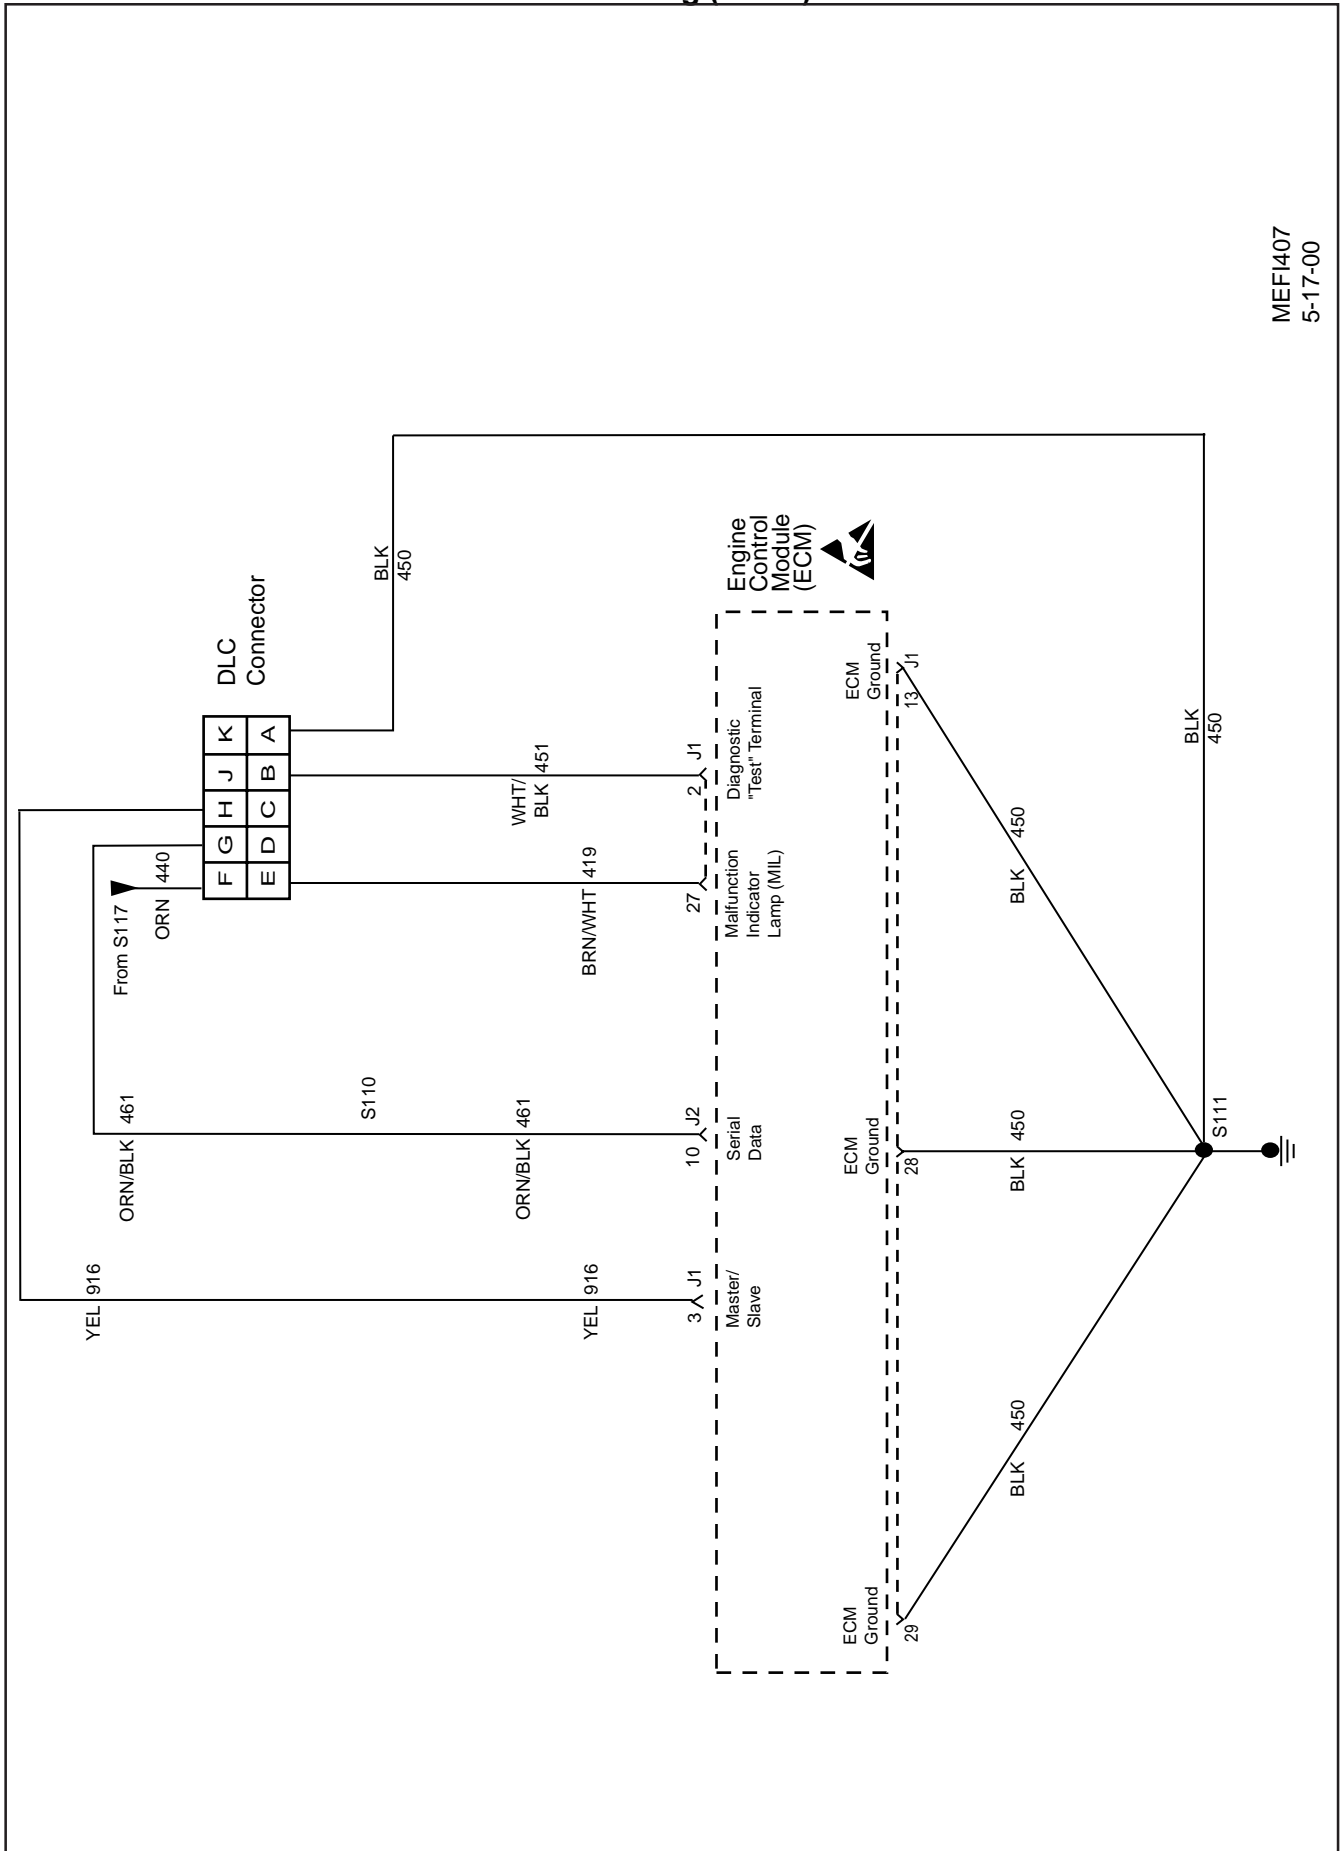 DLC
Connector
F G H J K
E D C B A
From S117
ORN 440
YEL 916
ORN/BLK 461
S110
BLK
450
WHT/
BLK 451
BRN/WHT 419
ORN/BLK 461
YEL 916
3 J1
10 J2
27
2 J1
Master/
Slave
Serial
Data
Malfunction
Indicator
Lamp (MIL)
Diagnostic
"Test" Terminal
Engine
Control
Module
(ECM)
ECM
Ground
29
ECM
Ground
28
ECM
Ground
13 J1
BLK 450
BLK 450
BLK 450
BLK
450
S111
MEFI407
5-17-00